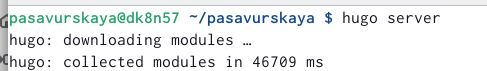 pasavurskaya@dk8n57 ~/pasavurskaya $ hugo server
hugo: downloading modules …
hugo: collected modules in 46709 ms